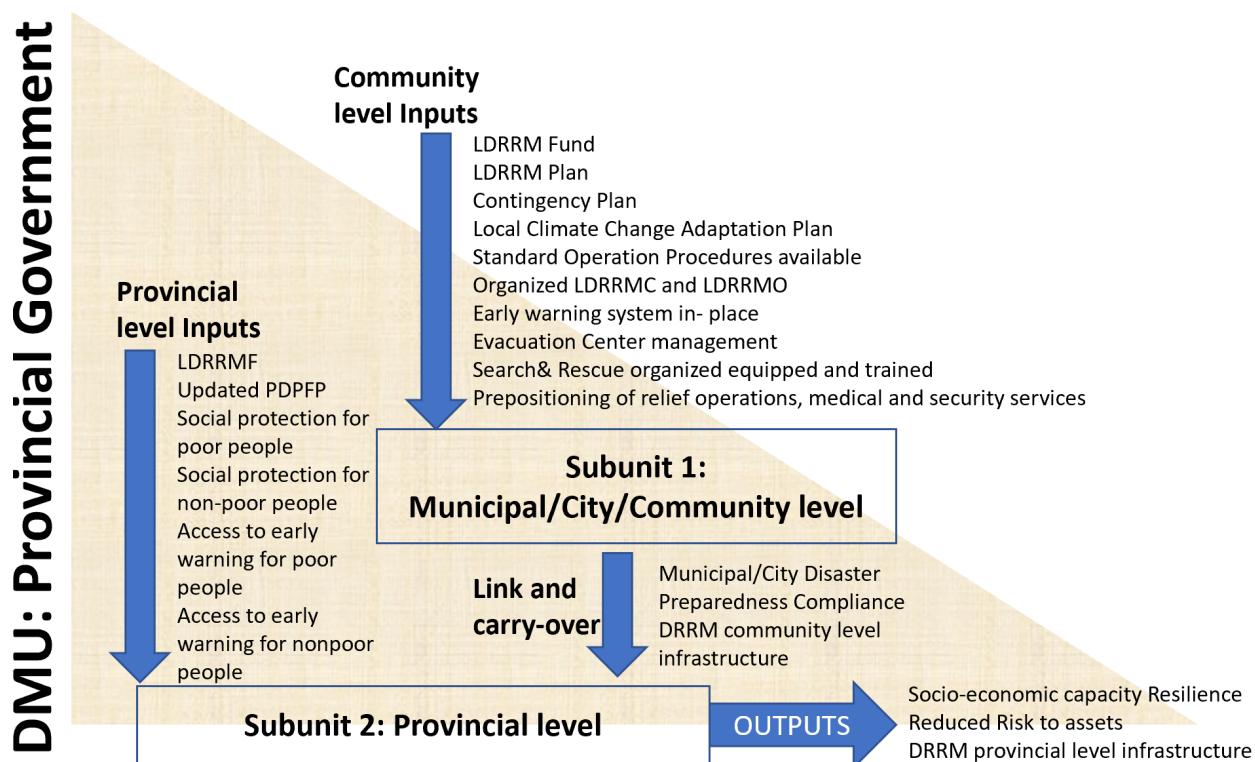 DMU: Provincial Government
Community
level Inputs
LDRRM Fund
LDRRM Plan
Contingency Plan
Local Climate Change Adaptation Plan
Standard Operation Procedures available
Organized LDRRMC and LDRRMO
Early warning system in- place
Evacuation Center management
Search& Rescue organized equipped and trained
Prepositioning of relief operations, medical and security services
Provincial
level Inputs
LDRRMF
Updated PDPFP
Social protection for
poor people
Social protection for
non-poor people
Access to early
warning for poor
people
Access to early
warning for nonpoor
people
Subunit 1:
Municipal/City/Community level
Link and
carry-over
Municipal/City Disaster
Preparedness Compliance
DRRM community level
infrastructure
Subunit 2: Provincial level
OUTPUTS
Socio-economic capacity Resilience
Reduced Risk to assets
DRRM provincial level infrastructure